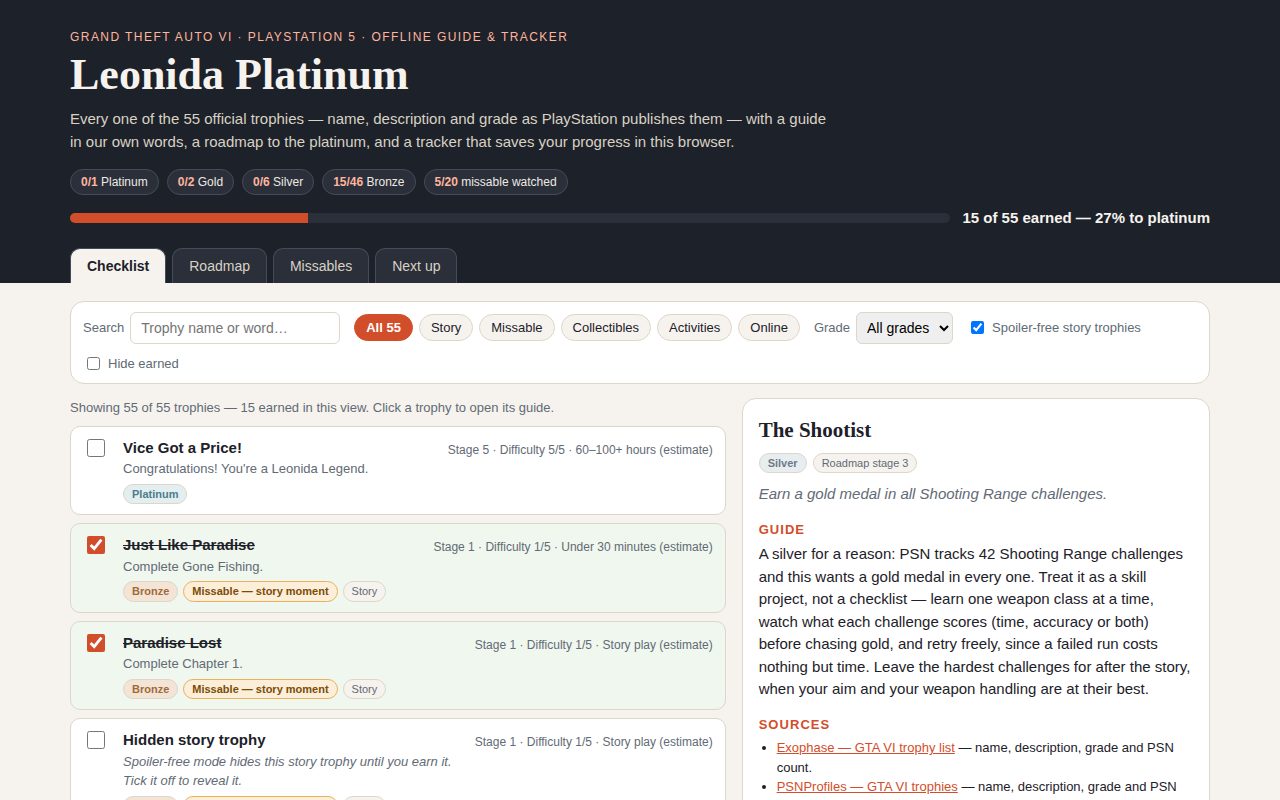 GRAND THEFT AUTO VI · PLAYSTATION 5 · OFFLINE GUIDE & TRACKER
Leonida Platinum
Every one of the 55 official trophies — name, description and grade as PlayStation publishes them — with a guide
in our own words, a roadmap to the platinum, and a tracker that saves your progress in this browser.
0/1 Platinum
0/2 Gold
0/6 Silver
15/46 Bronze
5/20 missable watched
15 of 55 earned — 27% to platinum
Checklist
Roadmap
Missables
Next up
Search
Trophy name or word…
All 55
Story
Missable
Collectibles
Activities
Online
Grade
All grades
Spoiler-free story trophies
Hide earned
Showing 55 of 55 trophies — 15 earned in this view. Click a trophy to open its guide.
Vice Got a Price!
Stage 5 · Difficulty 5/5 · 60–100+ hours (estimate)
Congratulations! You're a Leonida Legend.
Platinum
Just Like Paradise
Stage 1 · Difficulty 1/5 · Under 30 minutes (estimate)
Complete Gone Fishing.
Bronze
Missable — story moment
Story
Paradise Lost
Stage 1 · Difficulty 1/5 · Story play (estimate)
Complete Chapter 1.
Bronze
Missable — story moment
Story
Hidden story trophy
Stage 1 · Difficulty 1/5 · Story play (estimate)
Spoiler-free mode hides this story trophy until you earn it.
Tick it off to reveal it.
The Shootist
Silver
Roadmap stage 3
Earn a gold medal in all Shooting Range challenges.
GUIDE
A silver for a reason: PSN tracks 42 Shooting Range challenges
and this wants a gold medal in every one. Treat it as a skill
project, not a checklist — learn one weapon class at a time,
watch what each challenge scores (time, accuracy or both)
before chasing gold, and retry freely, since a failed run costs
nothing but time. Leave the hardest challenges for after the story,
when your aim and your weapon handling are at their best.
SOURCES
• Exophase — GTA VI trophy list — name, description, grade and PSN
count.
• PSNProfiles — GTA VI trophies — name, description, grade and PSN